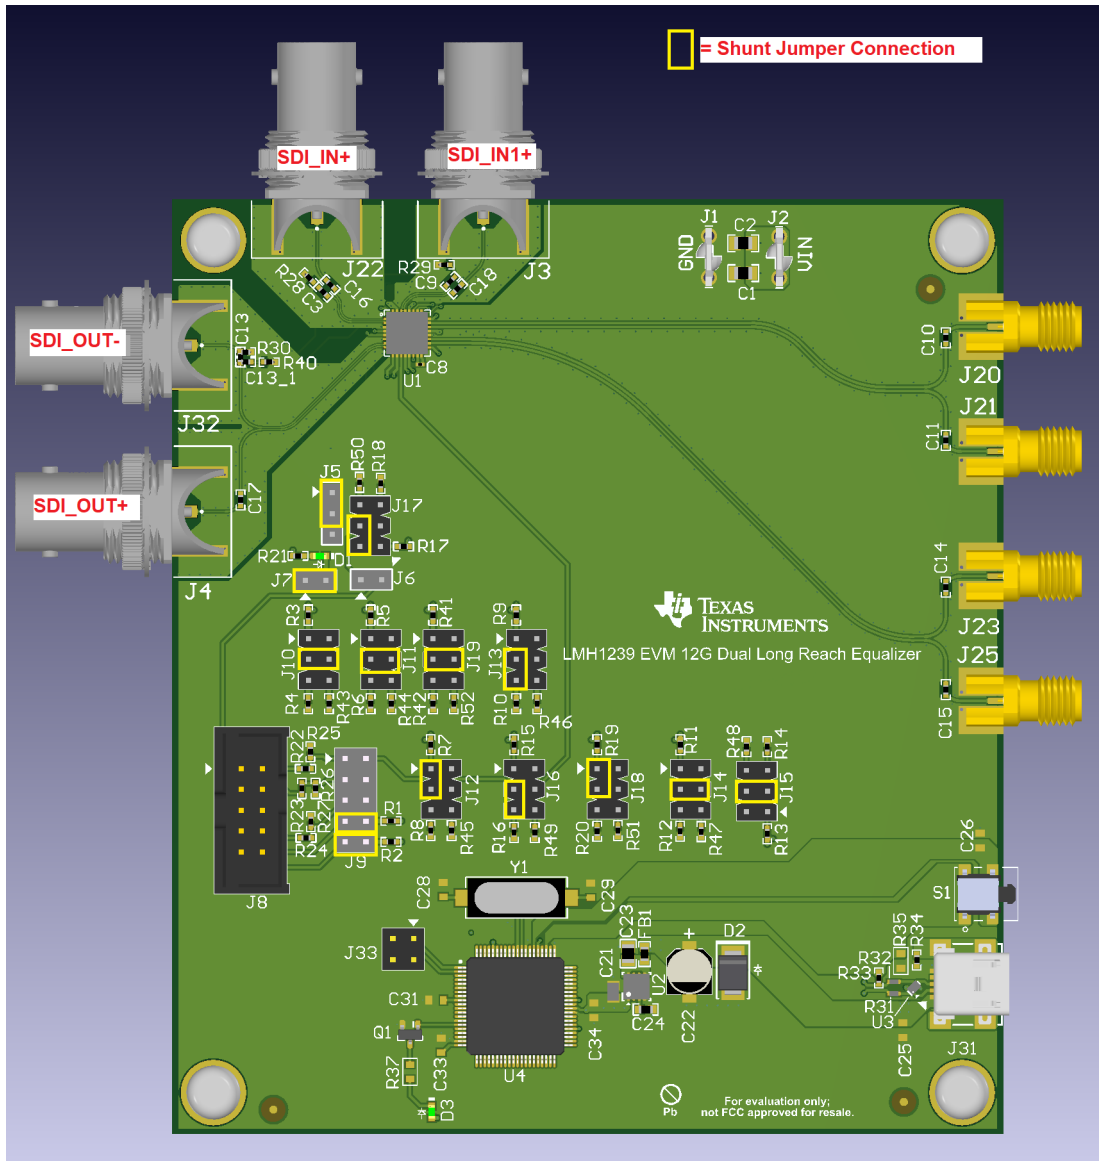 = Shunt Jumper Connection
SDI_IN+
SDI_IN1+
J22
J3
J1
C2
J2
GND
VIN
C1
R28
C3
C16
R29
C9
C18
SDI_OUT-
C13
R30
R40
C13_1
J32
C8
U1
C10
J20
J21
C11
SDI_OUT+
C17
J4
J5
R50
R18
J17
R17
R21
D1
J7
J6
C14
J23
J25
C15
TEXAS
INSTRUMENTS
LMH1239 EVM 12G Dual Long Reach Equalizer
R3
R5
R41
R9
J10
J11
J19
J13
R4
R43
R6
R44
R42
R52
R10
R46
R25
R22
R26
R23
R27
R24
R1
R2
J9
J8
R7
R15
R19
R11
R48
R14
J12
J16
J18
J14
J15
R8
R45
R16
R49
R20
R51
R12
R47
R13
C26
S1
Y1
C28
C29
J33
C23
FB1
D2
+
C21
U2
C24
C22
C34
C31
Q1
C33
R37
D3
U4
R35
R34
R32
R33
R31
U3
C25
J31
Pb
For evaluation only;
not FCC approved for resale.